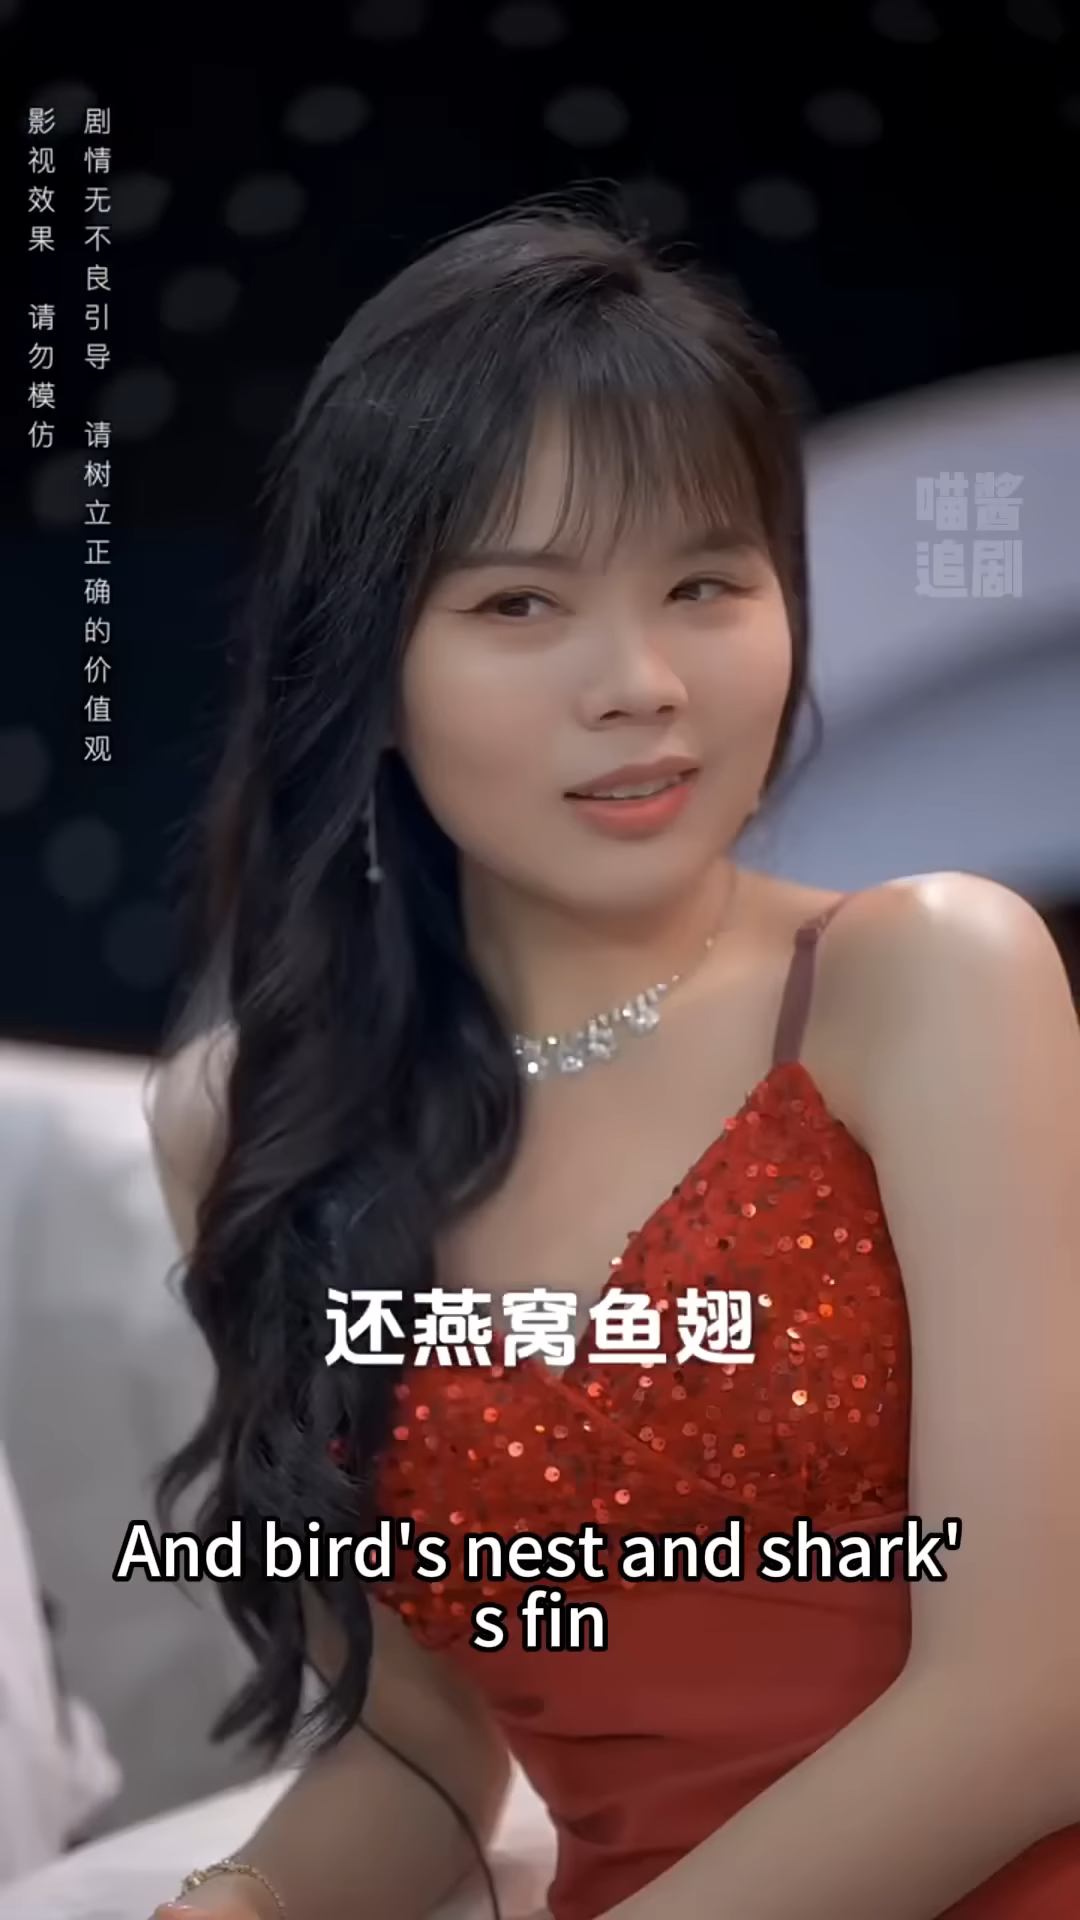 剧情无不良引导 请树立正确的价值观
影视效果 请勿模仿
喵酱
追剧
还燕窝鱼翅
And bird's nest and shark'
s fin